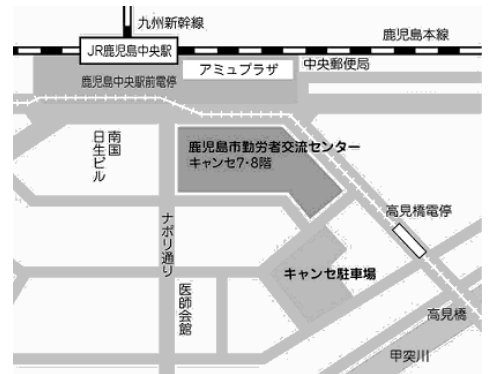 九州新幹線
鹿児島本線
JR鹿児島中央駅
アミュプラザ
中央郵便局
鹿児島中央駅前電停
南国
日生ビル
鹿児島市勤労者交流センター
キャンセ7・8階
ナポリ通り
高見橋電停
キャンセ駐車場
医師会館
高見橋
甲突川